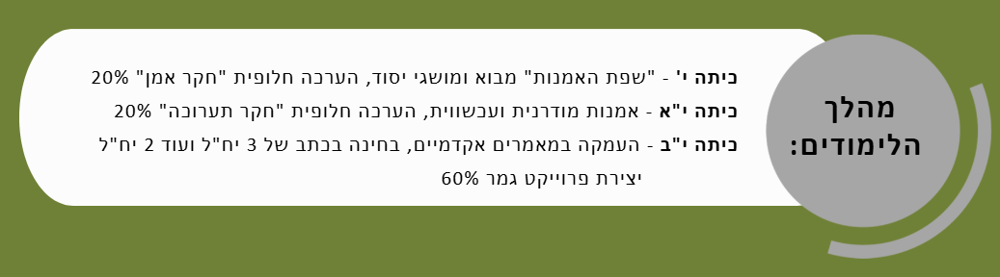 מהלך
הלימודים:
כיתה י' - "שפת האמנות" מבוא ומושגי יסוד, הערכה חלופית "חקר אמן" 20%
כיתה י"א - אמנות מודרנית ועכשווית, הערכה חלופית "חקר תערוכה" 20%
כיתה י"ב - העמקה במאמרים אקדמיים, בחינה בכתב של 3 יח"ל ועוד 2 יח"ל
יצירת פרוייקט גמר 60%